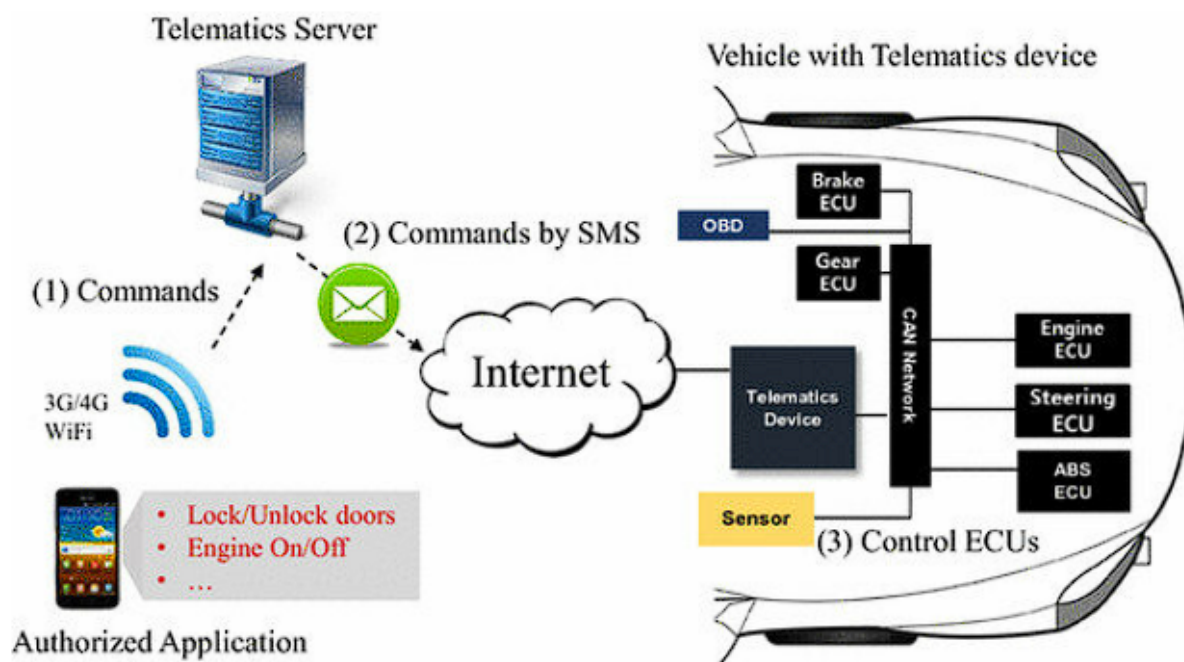 Telematics Server
Vehicle with Telematics device
Brake
ECU
OBD
(2) Commands by SMS
Gear
ECU
(1) Commands
CAN Network
Engine
ECU
Internet
3G/4G
WiFi
Telematics
Device
Steering
ECU
ABS
ECU
Lock/Unlock doors
Engine On/Off
...
Sensor
(3) Control ECUs
Authorized Application